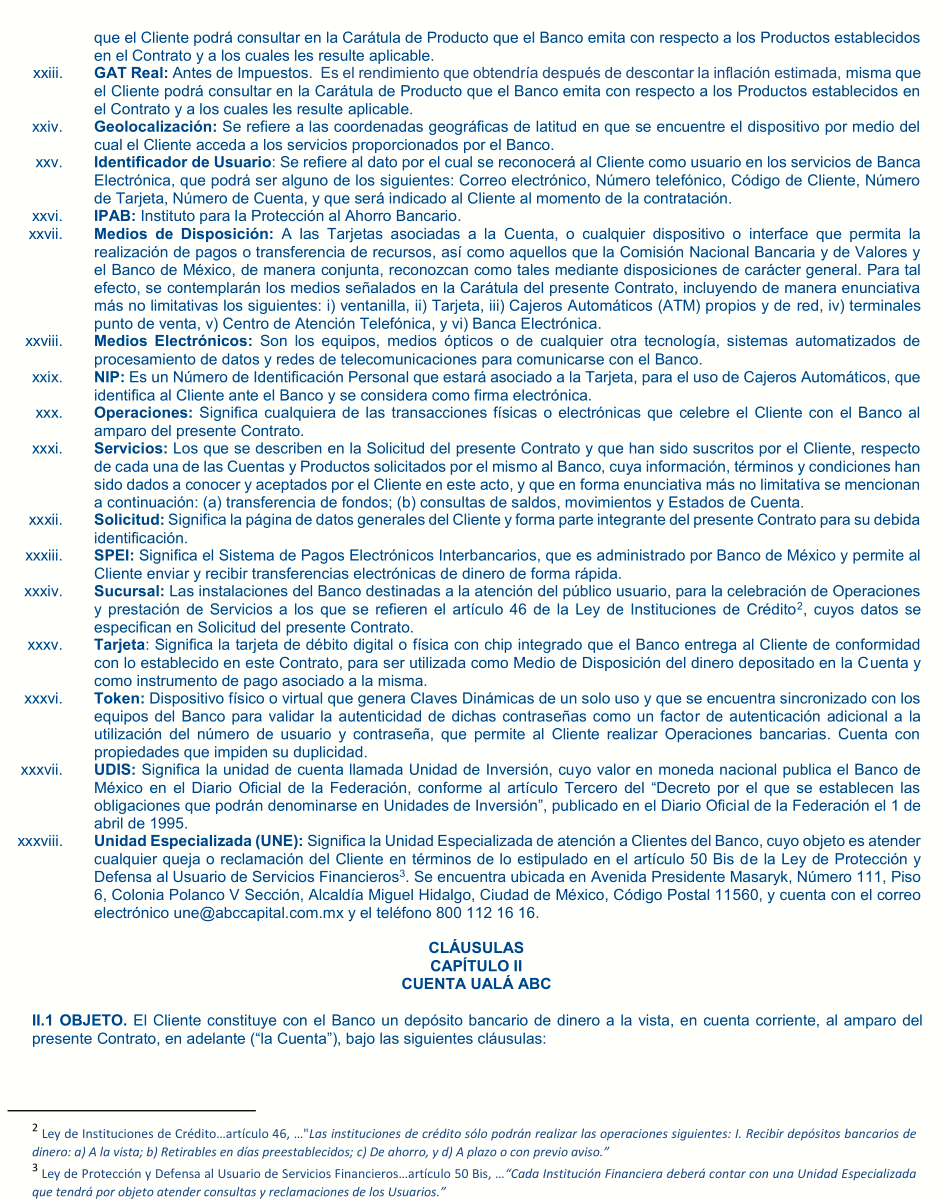 que el Cliente podrá consultar en la Carátula de Producto que el Banco emita con respecto a los Productos establecidos
en el Contrato y a los cuales les resulte aplicable.
xxiii. GAT Real: Antes de Impuestos. Es el rendimiento que obtendría después de descontar la inflación estimada, misma que
el Cliente podrá consultar en la Carátula de Producto que el Banco emita con respecto a los Productos establecidos en
el Contrato y a los cuales les resulte aplicable.
xxiv. Geolocalización: Se refiere a las coordenadas geográficas de latitud en que se encuentre el dispositivo por medio del
cual el Cliente acceda a los servicios proporcionados por el Banco.
xxv. Identificador de Usuario: Se refiere al dato por el cual se reconocerá al Cliente como usuario en los servicios de Banca
Electrónica, que podrá ser alguno de los siguientes: Correo electrónico, Número telefónico, Código de Cliente, Número
de Tarjeta, Número de Cuenta, y que será indicado al Cliente al momento de la contratación.
xxvi. IPAB: Instituto para la Protección al Ahorro Bancario.
xxvii. Medios de Disposición: A las Tarjetas asociadas a la Cuenta, o cualquier dispositivo o interface que permita la
realización de pagos o transferencia de recursos, así como aquellos que la Comisión Nacional Bancaria y de Valores y
el Banco de México, de manera conjunta, reconozcan como tales mediante disposiciones de carácter general. Para tal
efecto, se contemplarán los medios señalados en la Carátula del presente Contrato, incluyendo de manera enunciativa
más no limitativas los siguientes: i) ventanilla, ii) Tarjeta, iii) Cajeros Automáticos (ATM) propios y de red, iv) terminales
punto de venta, v) Centro de Atención Telefónica, y vi) Banca Electrónica.
xxviii. Medios Electrónicos: Son los equipos, medios ópticos o de cualquier otra tecnología, sistemas automatizados de
procesamiento de datos y redes de telecomunicaciones para comunicarse con el Banco.
xxix. NIP: Es un Número de Identificación Personal que estará asociado a la Tarjeta, para el uso de Cajeros Automáticos, que
identifica al Cliente ante el Banco y se considera como firma electrónica.
xxx. Operaciones: Significa cualquiera de las transacciones físicas o electrónicas que celebre el Cliente con el Banco al
amparo del presente Contrato.
xxxi. Servicios: Los que se describen en la Solicitud del presente Contrato y que han sido suscritos por el Cliente, respecto
de cada una de las Cuentas y Productos solicitados por el mismo al Banco, cuya información, términos y condiciones han
sido dados a conocer y aceptados por el Cliente en este acto, y que en forma enunciativa más no limitativa se mencionan
a continuación: (a) transferencia de fondos; (b) consultas de saldos, movimientos y Estados de Cuenta.
xxxii. Solicitud: Significa la página de datos generales del Cliente y forma parte integrante del presente Contrato para su debida
identificación.
xxxiii. SPEI: Significa el Sistema de Pagos Electrónicos Interbancarios, que es administrado por Banco de México y permite al
Cliente enviar y recibir transferencias electrónicas de dinero de forma rápida.
xxxiv. Sucursal: Las instalaciones del Banco destinadas a la atención del público usuario, para la celebración de Operaciones
y prestación de Servicios a los que se refieren el artículo 46 de la Ley de Instituciones de Crédito2, cuyos datos se
especifican en Solicitud del presente Contrato.
xxxv. Tarjeta: Significa la tarjeta de débito digital o física con chip integrado que el Banco entrega al Cliente de conformidad
con lo establecido en este Contrato, para ser utilizada como Medio de Disposición del dinero depositado en la Cuenta y
como instrumento de pago asociado a la misma.
xxxvi. Token: Dispositivo físico o virtual que genera Claves Dinámicas de un solo uso y que se encuentra sincronizado con los
equipos del Banco para validar la autenticidad de dichas contraseñas como un factor de autenticación adicional a la
utilización del número de usuario y contraseña, que permite al Cliente realizar Operaciones bancarias. Cuenta con
propiedades que impiden su duplicidad.
xxxvii. UDIS: Significa la unidad de cuenta llamada Unidad de Inversión, cuyo valor en moneda nacional publica el Banco de
México en el Diario Oficial de la Federación, conforme al artículo Tercero del “Decreto por el que se establecen las
obligaciones que podrán denominarse en Unidades de Inversión”, publicado en el Diario Oficial de la Federación el 1 de
abril de 1995.
xxxviii. Unidad Especializada (UNE): Significa la Unidad Especializada de atención a Clientes del Banco, cuyo objeto es atender
cualquier queja o reclamación del Cliente en términos de lo estipulado en el artículo 50 Bis de la Ley de Protección y
Defensa al Usuario de Servicios Financieros3. Se encuentra ubicada en Avenida Presidente Masaryk, Número 111, Piso
6, Colonia Polanco V Sección, Alcaldía Miguel Hidalgo, Ciudad de México, Código Postal 11560, y cuenta con el correo
electrónico une@abccapital.com.mx y el teléfono 800 112 16 16.
CLÁUSULAS
CAPÍTULO II
CUENTA UALÁ ABC
II.1 OBJETO. El Cliente constituye con el Banco un depósito bancario de dinero a la vista, en cuenta corriente, al amparo del
presente Contrato, en adelante (“la Cuenta”), bajo las siguientes cláusulas:
2 Ley de Instituciones de Crédito…artículo 46, …"Las instituciones de crédito sólo podrán realizar las operaciones siguientes: I. Recibir depósitos bancarios de
dinero: a) A la vista; b) Retirables en días preestablecidos; c) De ahorro, y d) A plazo o con previo aviso.”
3 Ley de Protección y Defensa al Usuario de Servicios Financieros…artículo 50 Bis, …“Cada Institución Financiera deberá contar con una Unidad Especializada
que tendrá por objeto atender consultas y reclamaciones de los Usuarios.”